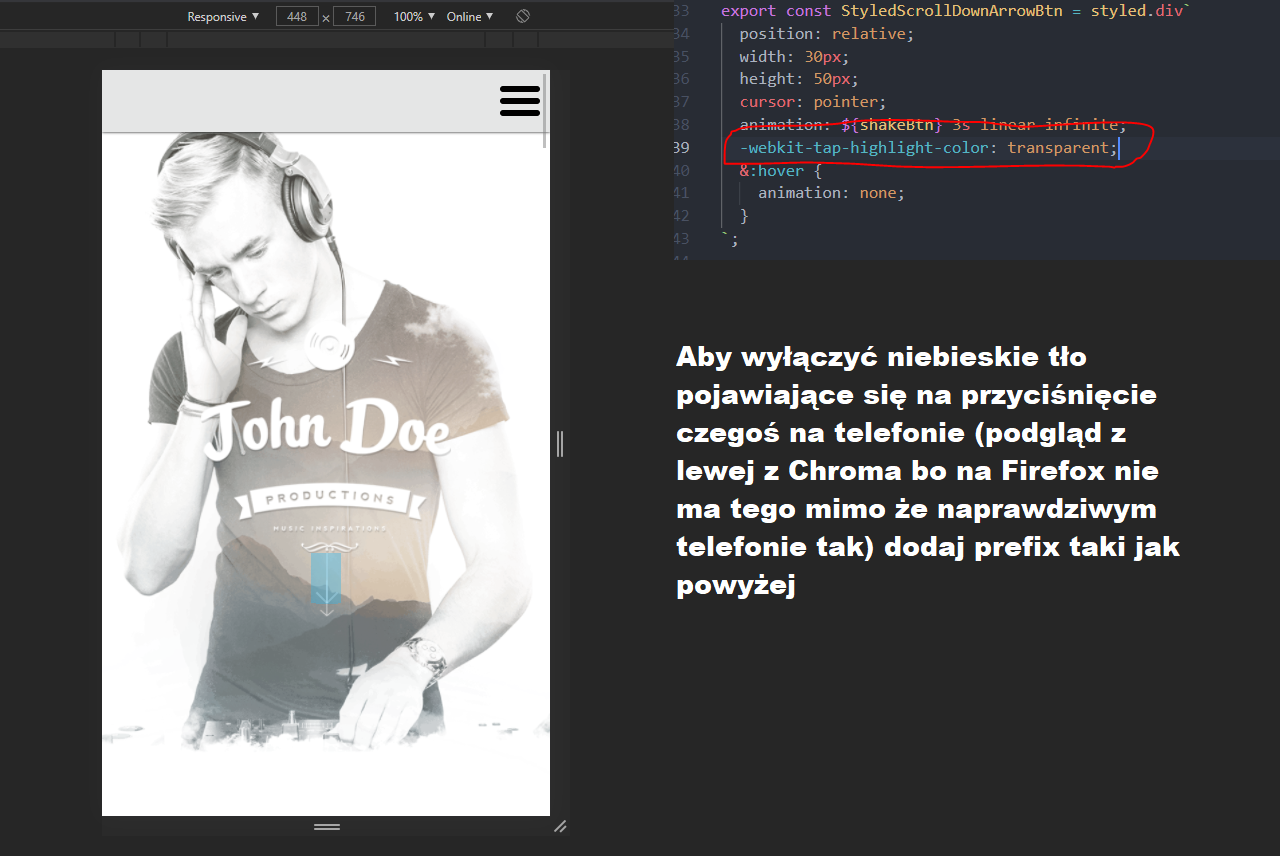 Responsive ▼ 448 × 746 100% ▼ Online ▼
John Doe
PRODUCTIONS
MUSIC INSPIRATIONS
33 export const StyledScrollDownArrowBtn = styled.div`
34 position: relative;
35 width: 30px;
36 height: 50px;
37 cursor: pointer;
38 animation: ${shakeBtn} 3s linear infinite;
39 -webkit-tap-highlight-color: transparent;
40 &:hover {
41 animation: none;
42 }
43 `;
44
Aby wyłączyć niebieskie tło
pojawiające się na przyciśnięcie
czegoś na telefonie (podgląd z
lewej z Chroma bo na Firefox nie
ma tego mimo że naprawdziwym
telefonie tak) dodaj prefix taki jak
powyżej